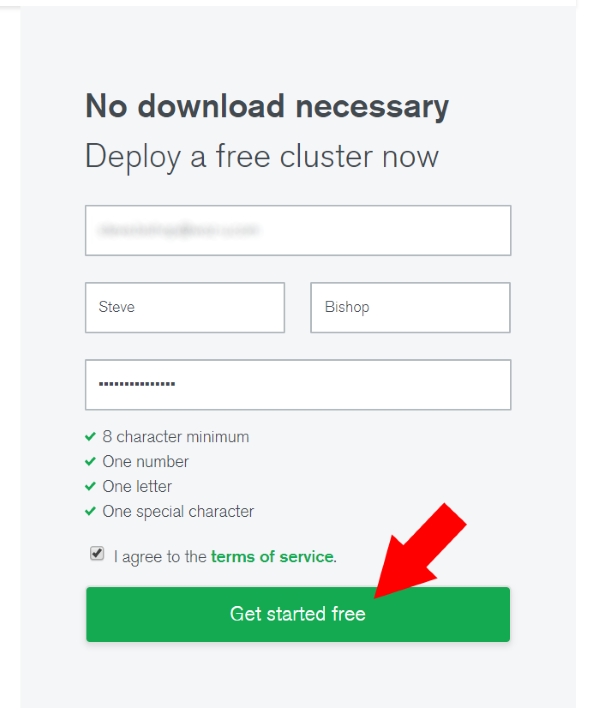 No download necessary
Deploy a free cluster now
Steve
Bishop
8 character minimum
One number
One letter
One special character
I agree to the terms of service.
Get started free